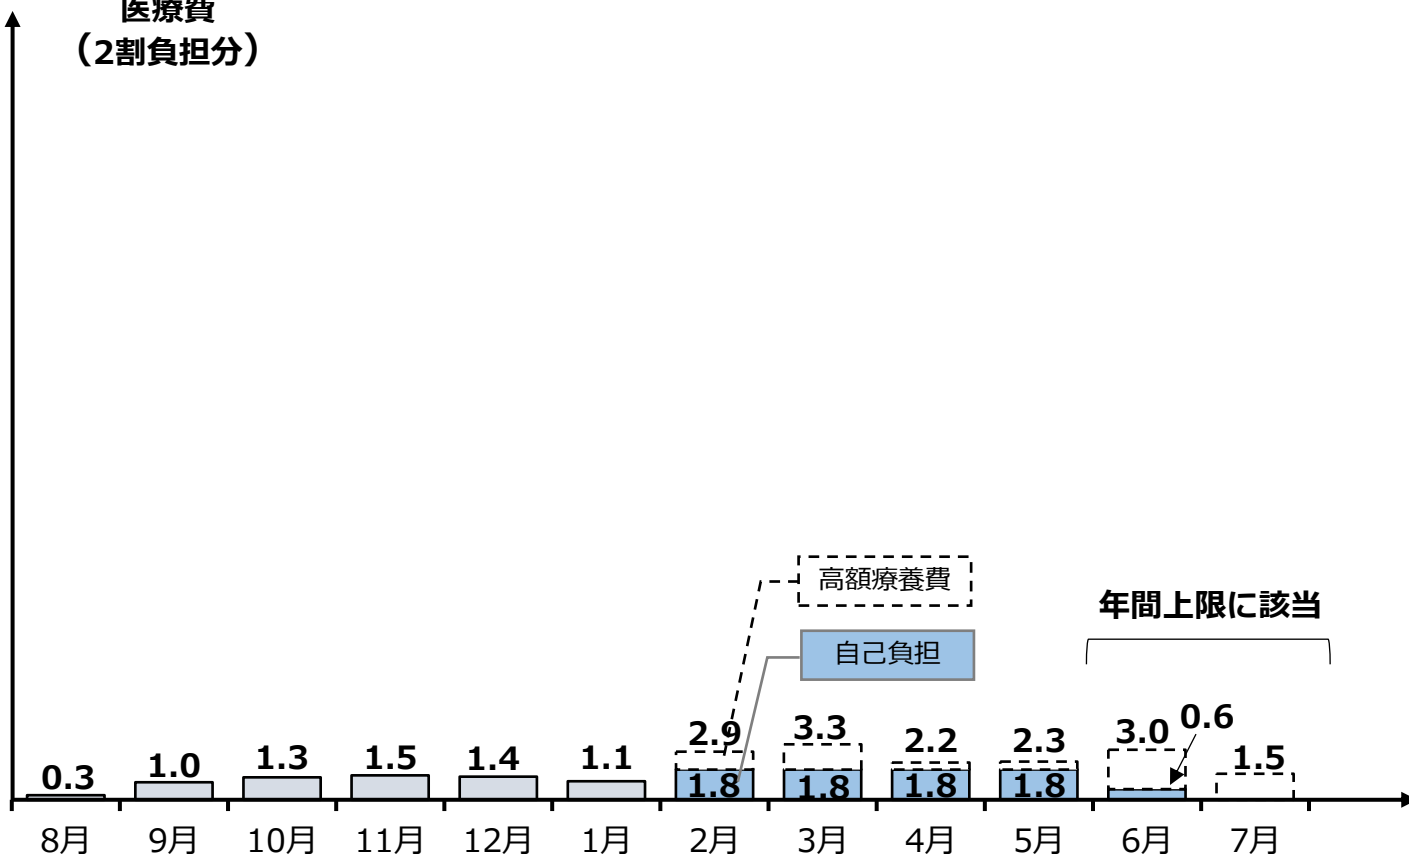 医療費
（2割負担分）
高額療養費
自己負担
年間上限に該当
0.3
1.0
1.3
1.5
1.4
1.1
2.9
3.3
2.2
2.3
3.0
0.6
1.5
1.8
1.8
1.8
1.8
8月
9月
10月
11月
12月
1月
2月
3月
4月
5月
6月
7月